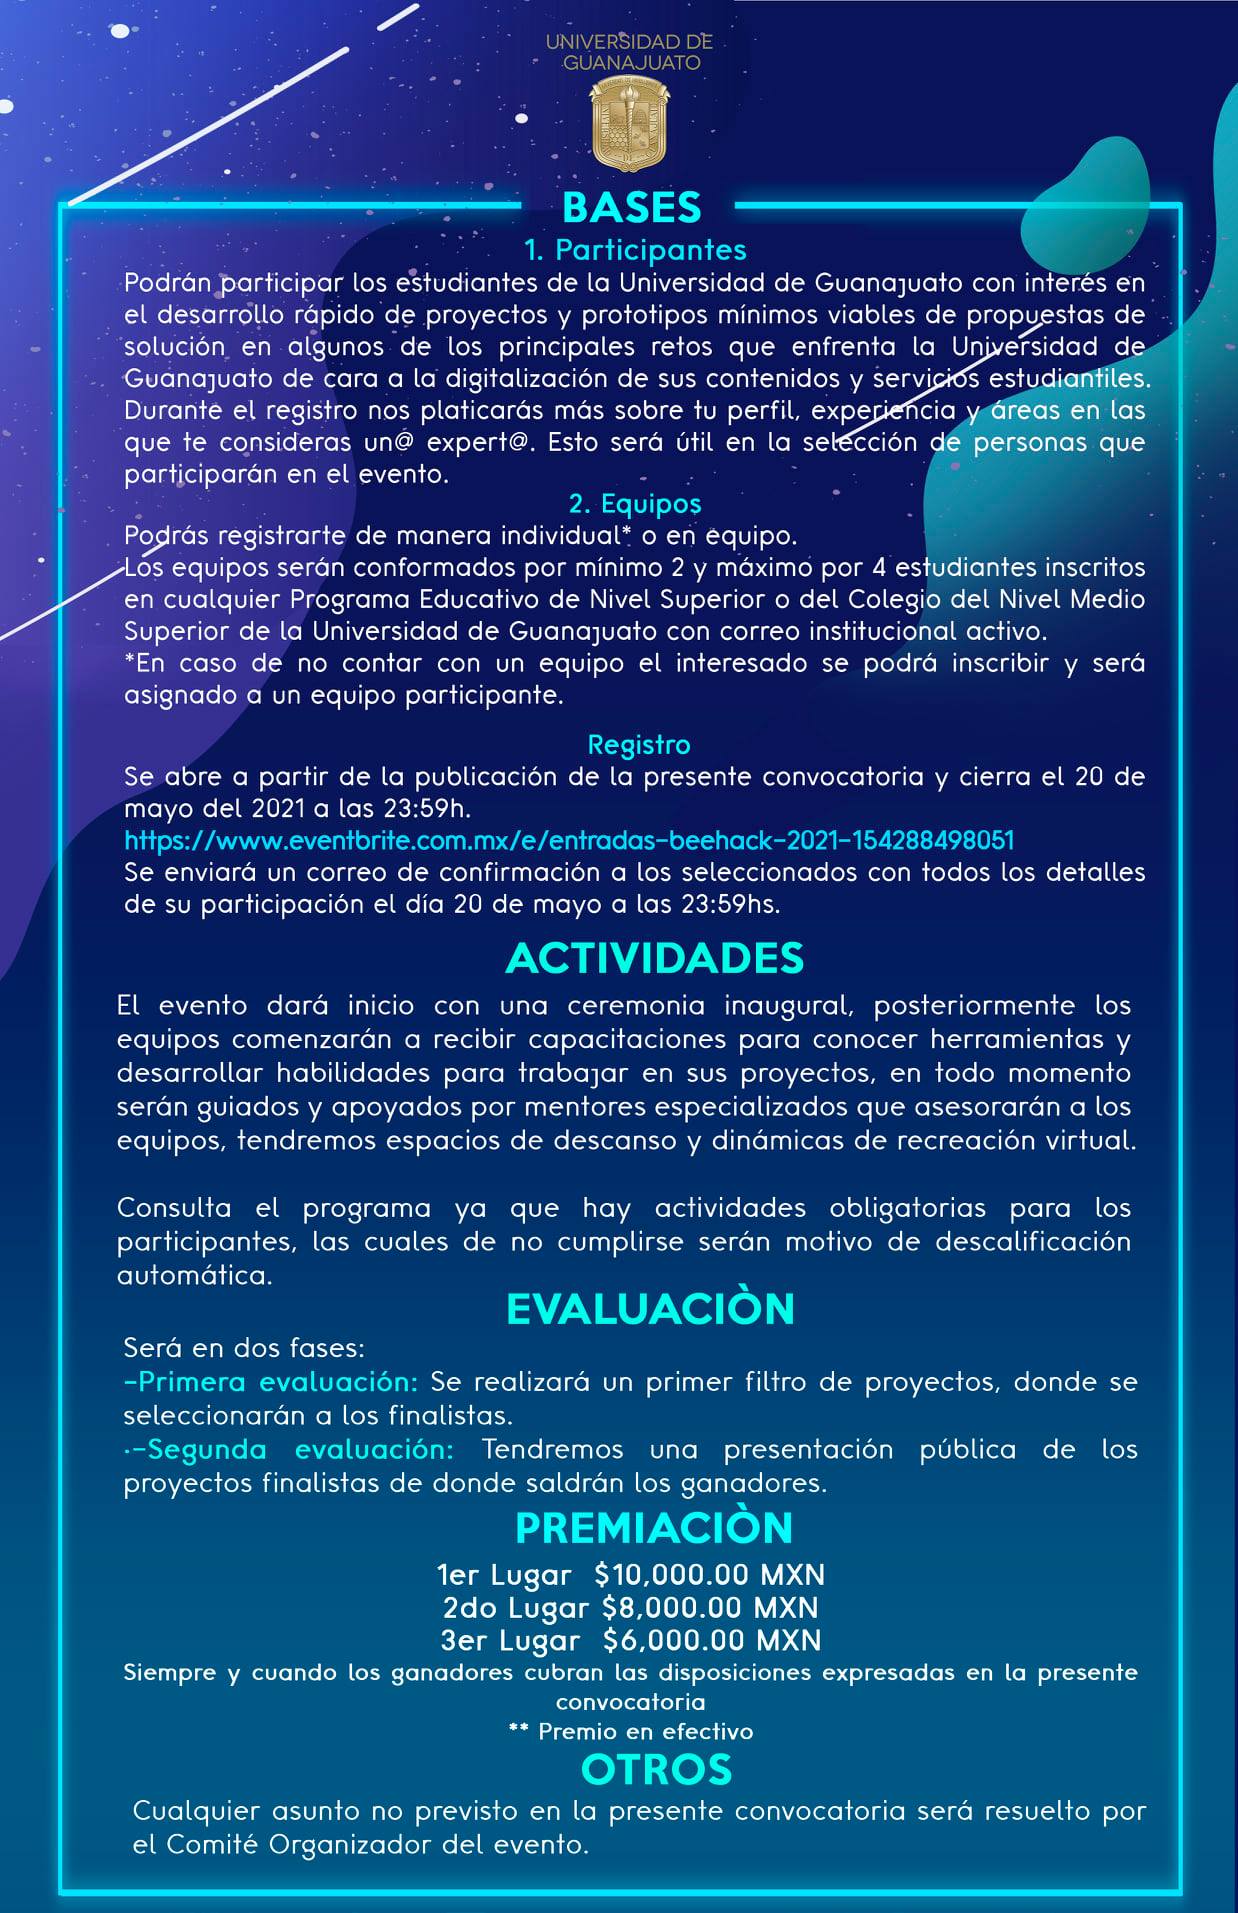 UNIVERSIDAD DE
GUANAJUATO
BASES
1. Participantes
Podrán participar los estudiantes de la Universidad de Guanajuato con interés en
el desarrollo rápido de proyectos y prototipos mínimos viables de propuestas de
solución en algunos de los principales retos que enfrenta la Universidad de
Guanajuato de cara a la digitalización de sus contenidos y servicios estudiantiles.
Durante el registro nos platicarás más sobre tu perfil, experiencia y áreas en las
que te consideras un@ expert@. Esto será útil en la selección de personas que
participarán en el evento.
2. Equipos
Podrás registrarte de manera individual* o en equipo.
Los equipos serán conformados por mínimo 2 y máximo por 4 estudiantes inscritos
en cualquier Programa Educativo de Nivel Superior o del Colegio del Nivel Medio
Superior de la Universidad de Guanajuato con correo institucional activo.
*En caso de no contar con un equipo el interesado se podrá inscribir y será
asignado a un equipo participante.
Registro
Se abre a partir de la publicación de la presente convocatoria y cierra el 20 de
mayo del 2021 a las 23:59h.
https://www.eventbrite.com.mx/e/entradas-beehack-2021-154288498051
Se enviará un correo de confirmación a los seleccionados con todos los detalles
de su participación el día 20 de mayo a las 23:59hs.
ACTIVIDADES
El evento dará inicio con una ceremonia inaugural, posteriormente los
equipos comenzarán a recibir capacitaciones para conocer herramientas y
desarrollar habilidades para trabajar en sus proyectos, en todo momento
serán guiados y apoyados por mentores especializados que asesorarán a los
equipos, tendremos espacios de descanso y dinámicas de recreación virtual.
Consulta el programa ya que hay actividades obligatorias para los
participantes, las cuales de no cumplirse serán motivo de descalificación
automática.
EVALUACIÒN
Será en dos fases:
-Primera evaluación: Se realizará un primer filtro de proyectos, donde se
seleccionarán a los finalistas.
·-Segunda evaluación: Tendremos una presentación pública de los
proyectos finalistas de donde saldrán los ganadores.
PREMIACIÒN
1er Lugar $10,000.00 MXN
2do Lugar $8,000.00 MXN
3er Lugar $6,000.00 MXN
Siempre y cuando los ganadores cubran las disposiciones expresadas en la presente
convocatoria
** Premio en efectivo
OTROS
Cualquier asunto no previsto en la presente convocatoria será resuelto por
el Comité Organizador del evento.